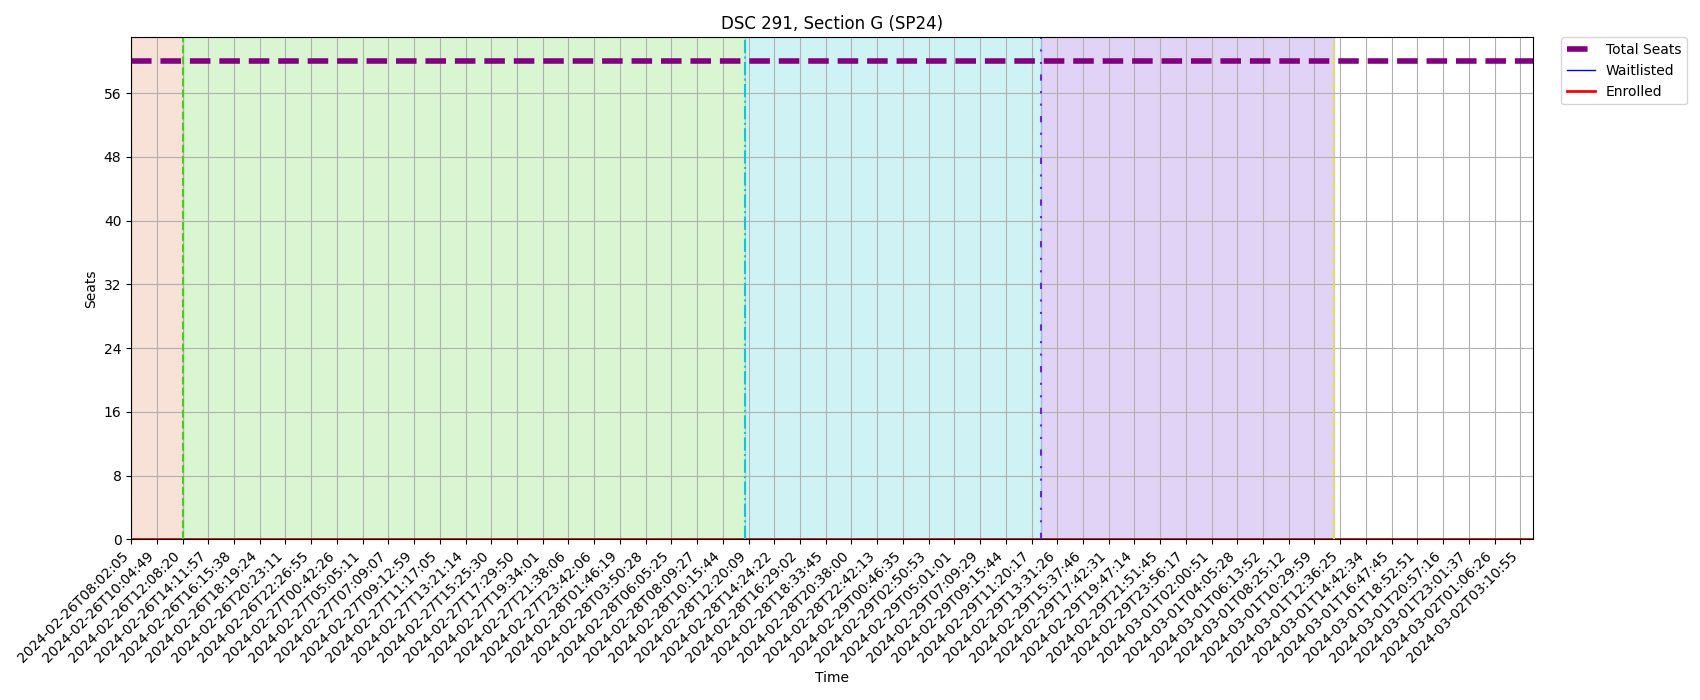 DSC 291, Section G (SP24)
Total Seats
Waitlisted
Enrolled
56
48
40
32
24
16
8
0
Seats
2024-02-26T08:02:05
2024-02-26T10:04:49
2024-02-26T12:08:20
2024-02-26T14:11:57
2024-02-26T16:15:38
2024-02-26T18:19:24
2024-02-26T20:23:11
2024-02-26T22:26:55
2024-02-27T00:42:26
2024-02-27T05:05:11
2024-02-27T07:09:07
2024-02-27T09:12:59
2024-02-27T11:17:05
2024-02-27T13:21:14
2024-02-27T15:25:30
2024-02-27T17:29:50
2024-02-27T19:34:01
2024-02-27T21:38:06
2024-02-27T23:42:06
2024-02-28T01:46:19
2024-02-28T03:50:28
2024-02-28T06:05:25
2024-02-28T08:09:27
2024-02-28T10:15:44
2024-02-28T12:20:09
2024-02-28T14:24:22
2024-02-28T16:29:02
2024-02-28T18:33:45
2024-02-28T20:38:00
2024-02-28T22:42:13
2024-02-29T00:46:35
2024-02-29T02:50:53
2024-02-29T05:01:01
2024-02-29T07:09:29
2024-02-29T09:15:44
2024-02-29T11:20:17
2024-02-29T13:31:26
2024-02-29T15:37:46
2024-02-29T17:42:31
2024-02-29T19:47:14
2024-02-29T21:51:45
2024-02-29T23:56:17
2024-03-01T02:00:51
2024-03-01T04:05:28
2024-03-01T06:13:52
2024-03-01T08:25:12
2024-03-01T10:29:59
2024-03-01T12:36:25
2024-03-01T14:42:34
2024-03-01T16:47:45
2024-03-01T18:52:51
2024-03-01T20:57:16
2024-03-01T23:01:37
2024-03-02T01:06:26
2024-03-02T03:10:55
Time